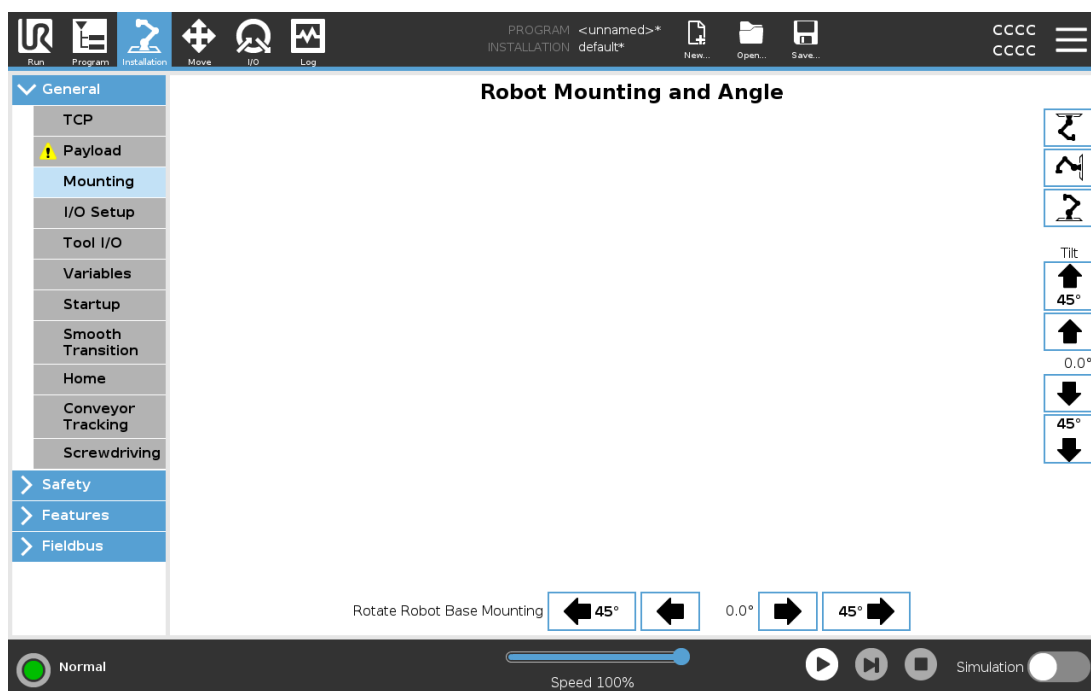 PROGRAM <unnamed>*
INSTALLATION default*
CCCC
CCCC
UR
Run
Program
Installation
Move
I/O
Log
New...
Open...
Save...
General
TCP
Payload
Mounting
I/O Setup
Tool I/O
Variables
Startup
Smooth
Transition
Home
Conveyor
Tracking
Screwdriving
Safety
Features
Fieldbus
Robot Mounting and Angle
Tilt
45°
0.0°
45°
Rotate Robot Base Mounting
45°
0.0°
45°
Normal
Speed 100%
Simulation